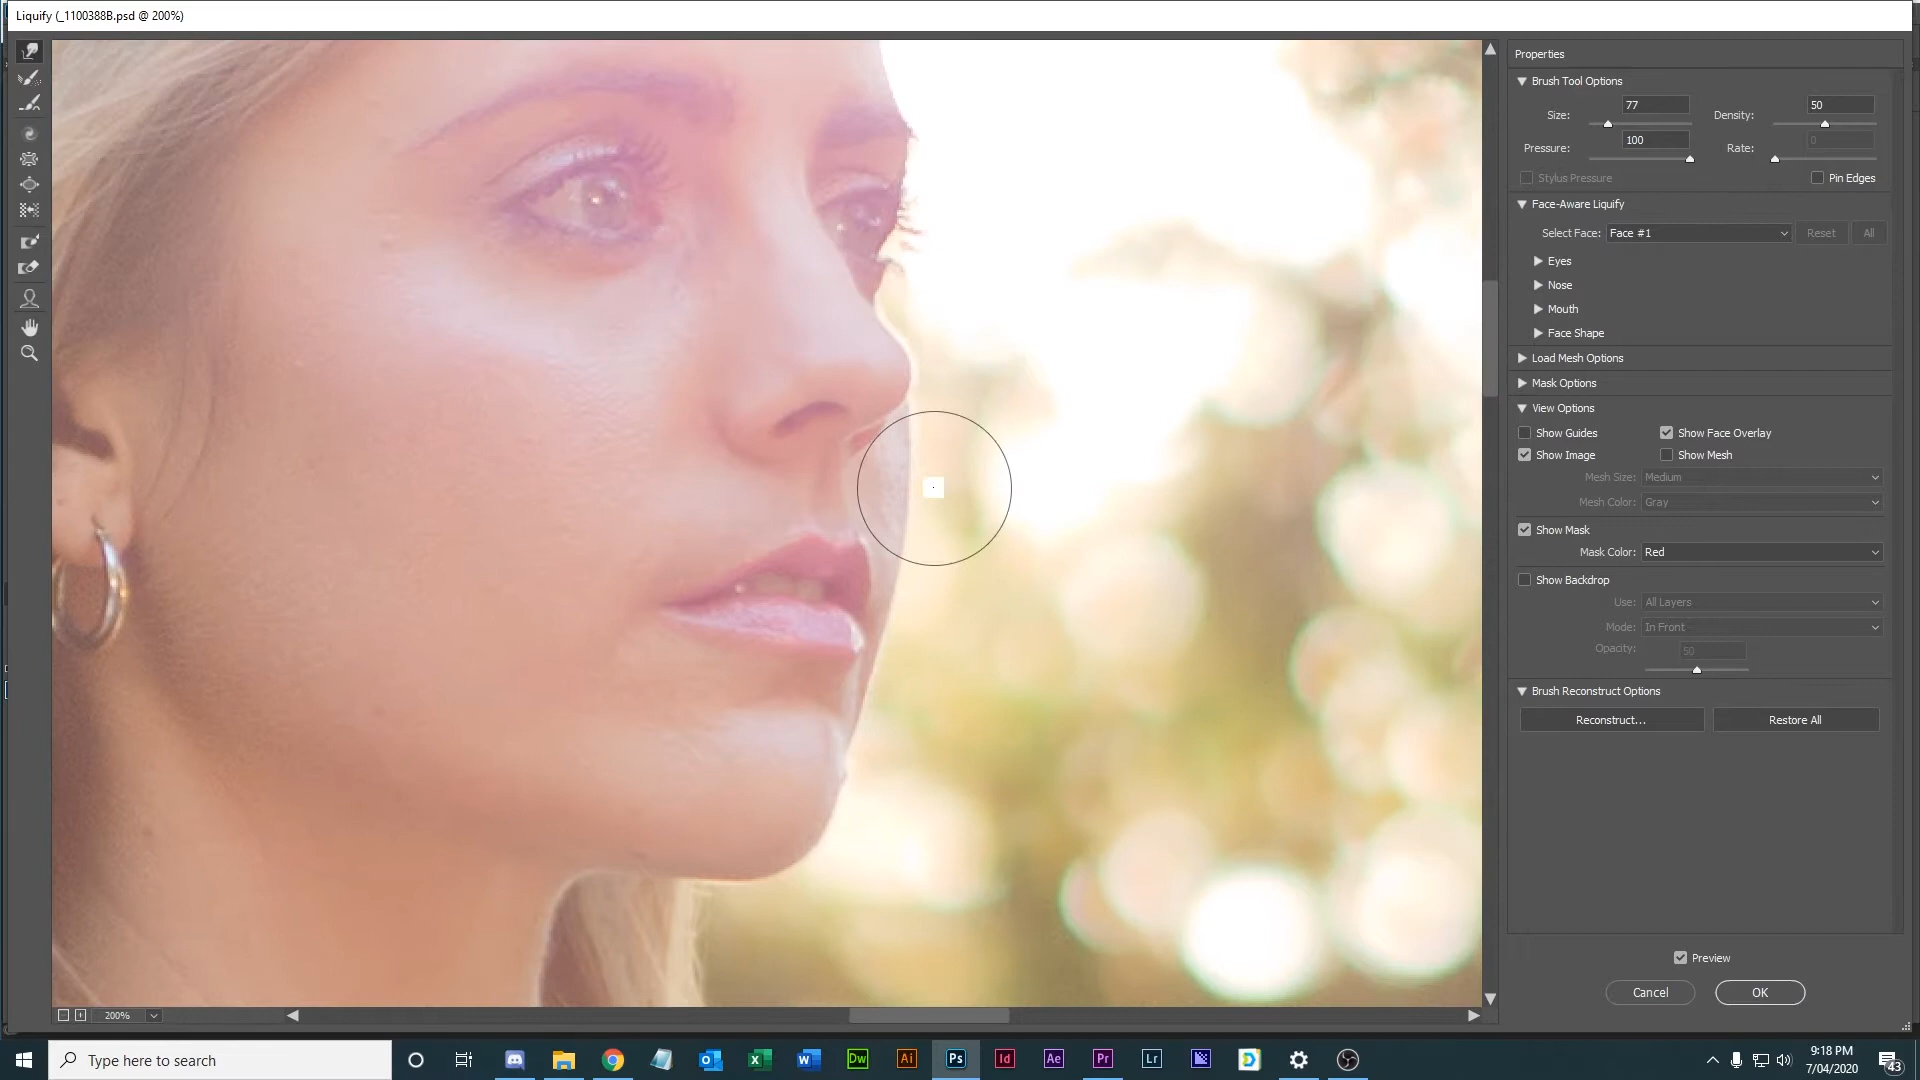 Liquify (_1100388B.psd @ 200%)
Properties
Brush Tool Options
Size: 77 Density: 50
Pressure: 100 Rate: 0
Stylus Pressure Pin Edges
Face-Aware Liquify
Select Face: Face #1 Reset All
Eyes
Nose
Mouth
Face Shape
Load Mesh Options
Mask Options
View Options
Show Guides Show Face Overlay
Show Image Show Mesh
Mesh Size: Medium
Mesh Color: Gray
Show Mask
Mask Color: Red
Show Backdrop
Use: All Layers
Mode: In Front
Opacity: 50
Brush Reconstruct Options
Reconstruct... Restore All
Preview
Cancel OK
200%
Type here to search
Dw Ai Ps Id Ae Pr Lr
9:18 PM
7/04/2020
43